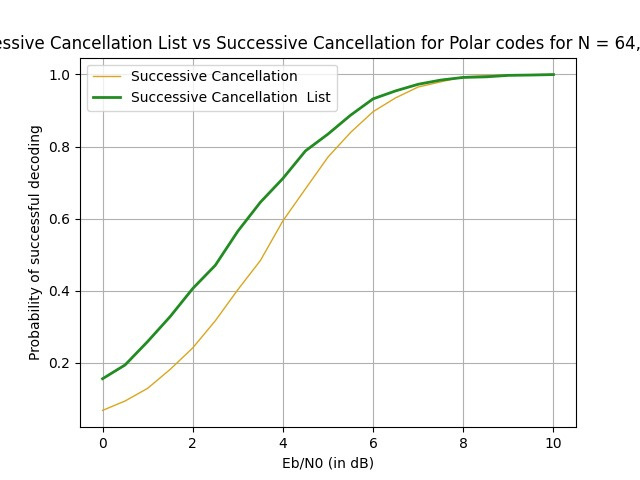 essive Cancellation List vs Successive Cancellation for Polar codes for N = 64,
Successive Cancellation
Successive Cancellation  List
Probability of successful decoding
1.0
0.8
0.6
0.4
0.2
0 2 4 6 8 10
Eb/N0 (in dB)